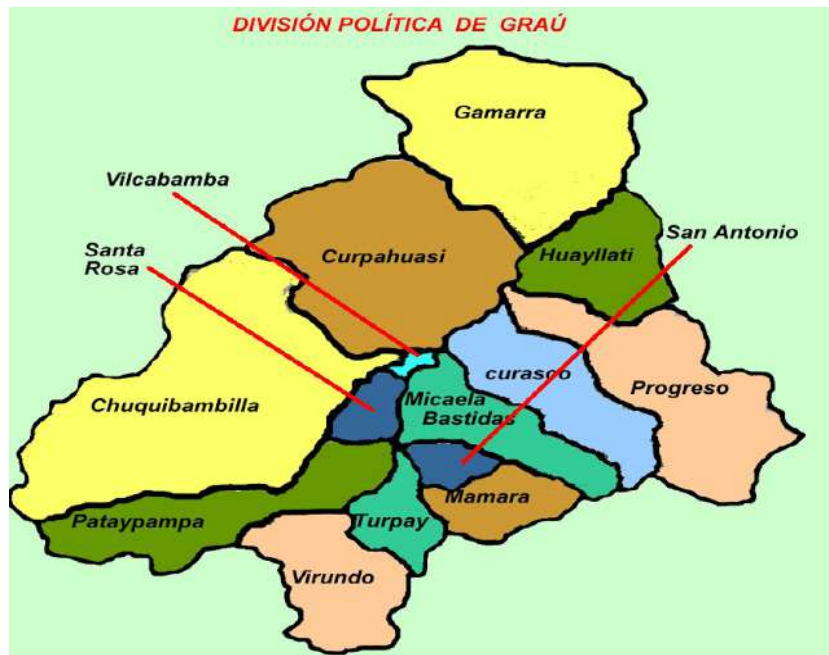 DIVISIÓN POLÍTICA DE GRAÚ
Gamarra
Vilcabamba
San Antonio
Santa
Rosa
Curpahuasi
Huayllati
curasco
Progreso
Chuquibambilla
Micaela
Bastidas
Mamara
Pataypampa
Turpay
Virundo